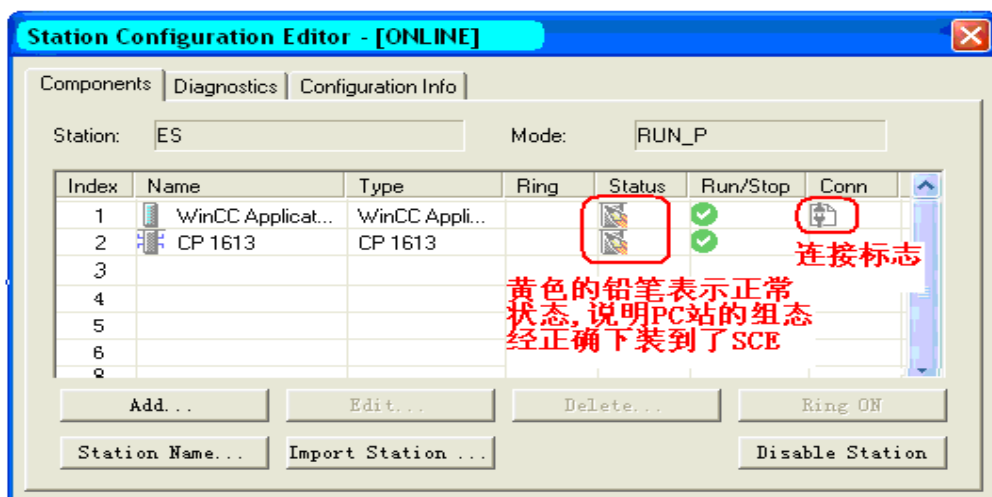 Station Configuration Editor - [ONLINE]
Components Diagnostics Configuration Info
Station: ES Mode: RUN_P
Index Name Type Ring Status Run/Stop Conn
1 WinCC Applicat... WinCC Appli...
2 CP 1613 CP 1613
连接标志
3
黄色的铅笔表示正常
4
状态,说明PC站的组态
5
经正确下装到了SCE
6
Add... Edit... Delete... Ring ON
Station Name... Import Station ... Disable Station